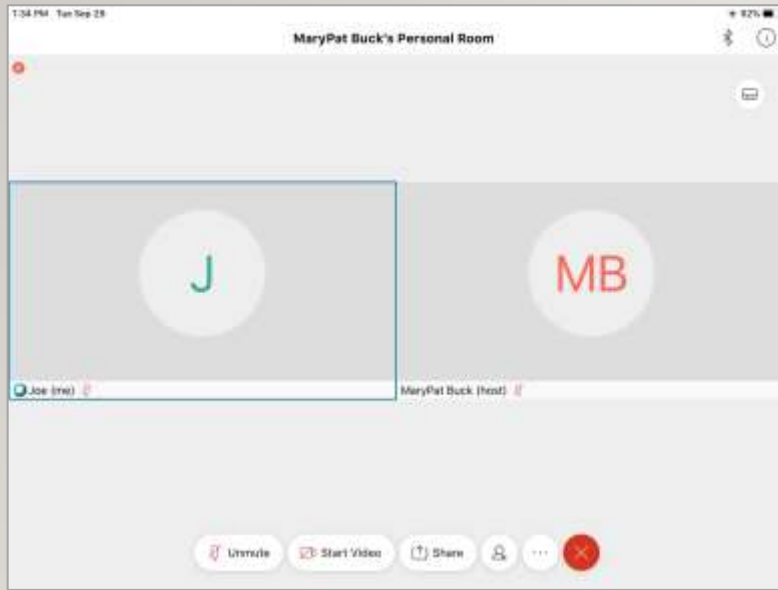 1:34 PM Tue Sep 29
92%
MaryPat Buck's Personal Room
J
MB
Joe (me)
MaryPat Buck (host)
Unmute
Start Video
Share